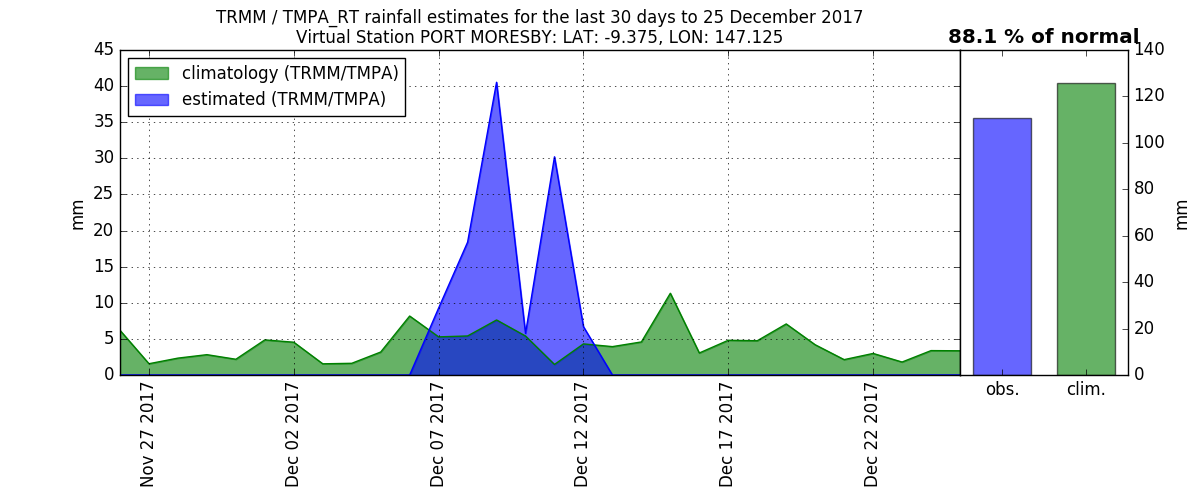 TRMM / TMPA_RT rainfall estimates for the last 30 days to 25 December 2017
Virtual Station PORT MORESBY: LAT: -9.375, LON: 147.125
88.1 % of normal
climatology (TRMM/TMPA)
estimated (TRMM/TMPA)
45
40
35
30
25
20
15
10
5
0
mm
Nov 27 2017
Dec 02 2017
Dec 07 2017
Dec 12 2017
Dec 17 2017
Dec 22 2017
140
120
100
80
60
40
20
0
mm
obs.
clim.